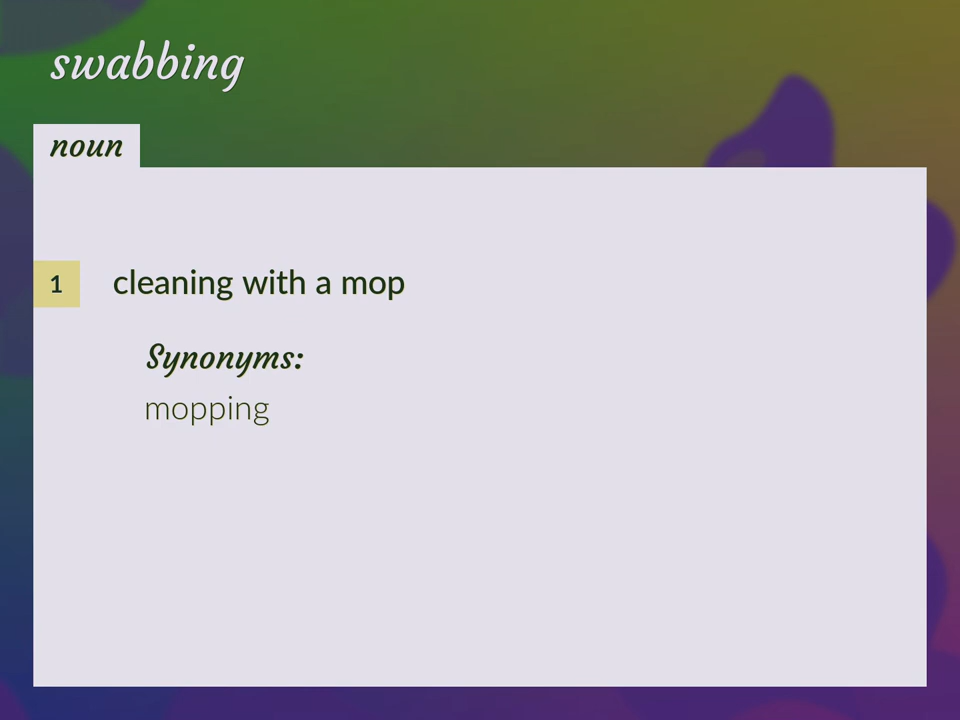 swabbing
noun
1 cleaning with a mop
Synonyms:
mopping